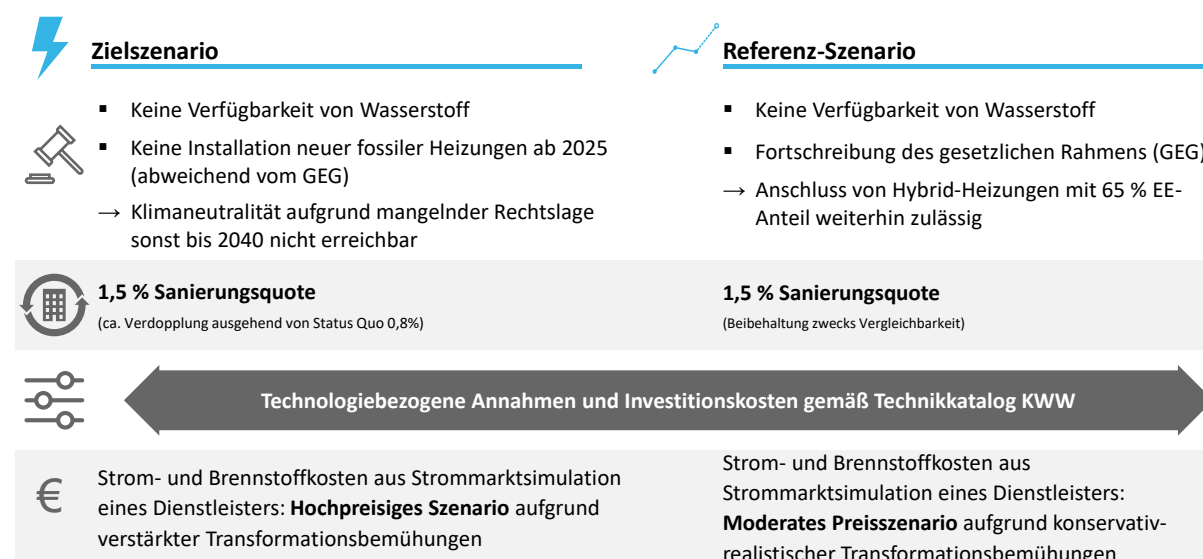 Zielszenario
▪ Keine Verfügbarkeit von Wasserstoff
▪ Keine Installation neuer fossiler Heizungen ab 2025
(abweichend vom GEG)
→ Klimaneutralität aufgrund mangelnder Rechtslage
sonst bis 2040 nicht erreichbar
Referenz-Szenario
▪ Keine Verfügbarkeit von Wasserstoff
▪ Fortschreibung des gesetzlichen Rahmens (GEG)
→ Anschluss von Hybrid-Heizungen mit 65 % EE-
Anteil weiterhin zulässig
1,5 % Sanierungsquote
(ca. Verdopplung ausgehend von Status Quo 0,8%)
1,5 % Sanierungsquote
(Beibehaltung zwecks Vergleichbarkeit)
Technologiebezogene Annahmen und Investitionskosten gemäß Technikkatalog KWW
€
Strom- und Brennstoffkosten aus Strommarktsimulation
eines Dienstleisters: Hochpreisiges Szenario aufgrund
verstärkter Transformationsbemühungen
Strom- und Brennstoffkosten aus
Strommarktsimulation eines Dienstleisters:
Moderates Preisszenario aufgrund konservativ-
realistischer Transformationsbemühungen